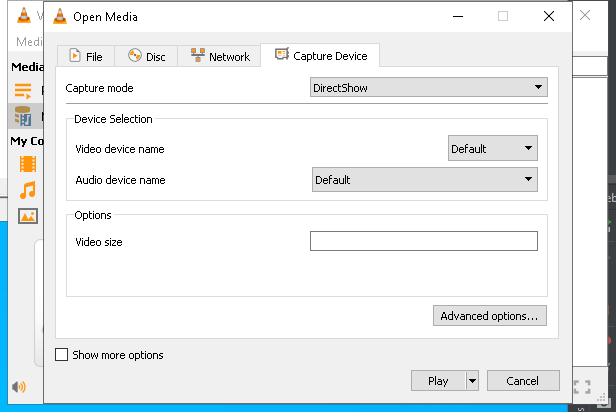 Open Media
Medi
File
Disc
Network
Capture Device
Media
Capture mode
DirectShow
Device Selection
Video device name
Default
My Co
Audio device name
Default
Options
Video size
Advanced options...
Show more options
Play
Cancel